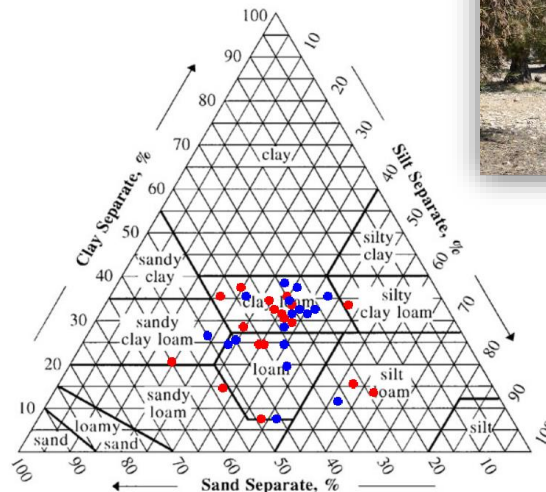 100
90
80
70
60
50
40
30
20
10
Clay Separate, %
10
20
30
40
50
60
70
80
90
100
Silt Separate, %
clay
silty
clay
sandy
clay
clay loam
silty
clay loam
sandy
clay loam
loam
silt
loam
sandy
loam
loamy
sand
sand
silt
100
90
80
70
60
50
40
30
20
10
Sand Separate, %